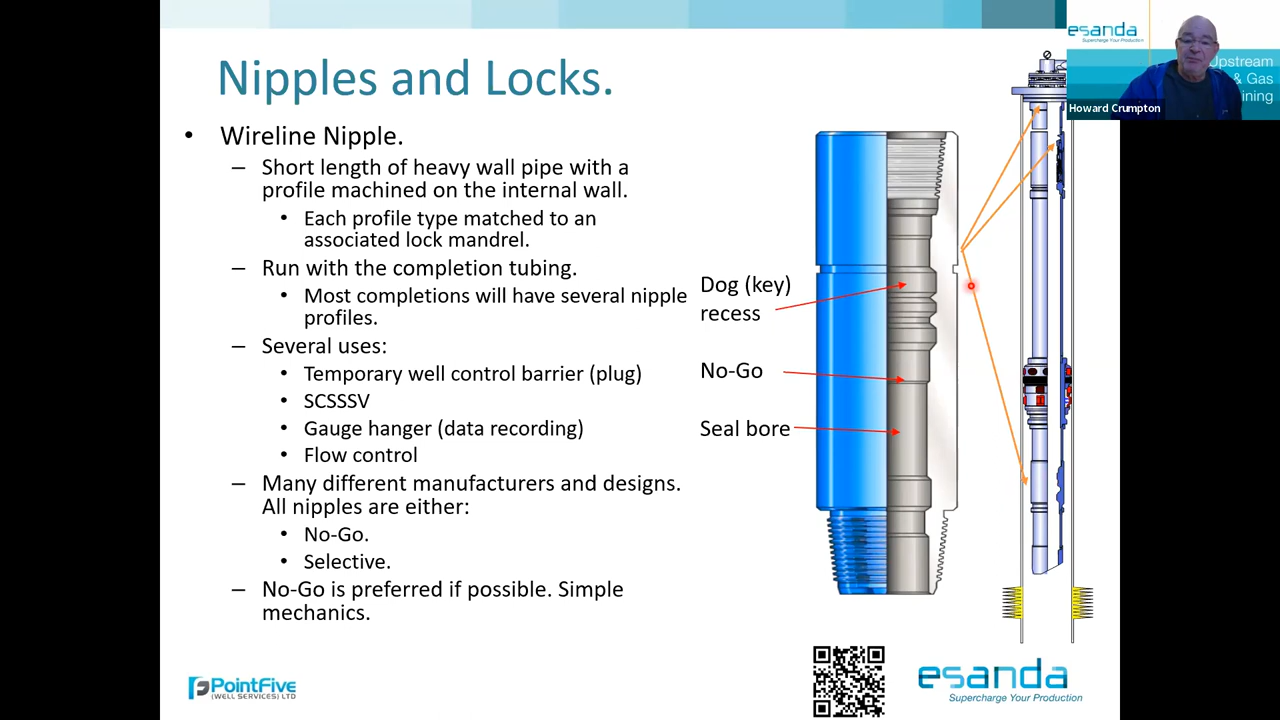 Nipples and Locks.
• Wireline Nipple.
– Short length of heavy wall pipe with a
profile machined on the internal wall.
• Each profile type matched to an
associated lock mandrel.
– Run with the completion tubing.
• Most completions will have several nipple
profiles.
– Several uses:
• Temporary well control barrier (plug)
• SCSSSV
• Gauge hanger (data recording)
• Flow control
– Many different manufacturers and designs.
All nipples are either:
• No-Go.
• Selective.
– No-Go is preferred if possible. Simple
mechanics.
Dog (key)
recess
No-Go
Seal bore
esanda
Supercharge Your Production
Upstream
& Gas
ining
Howard Crumpton
PointFive
(WELL SERVICES) LTD
esanda
Supercharge Your Production